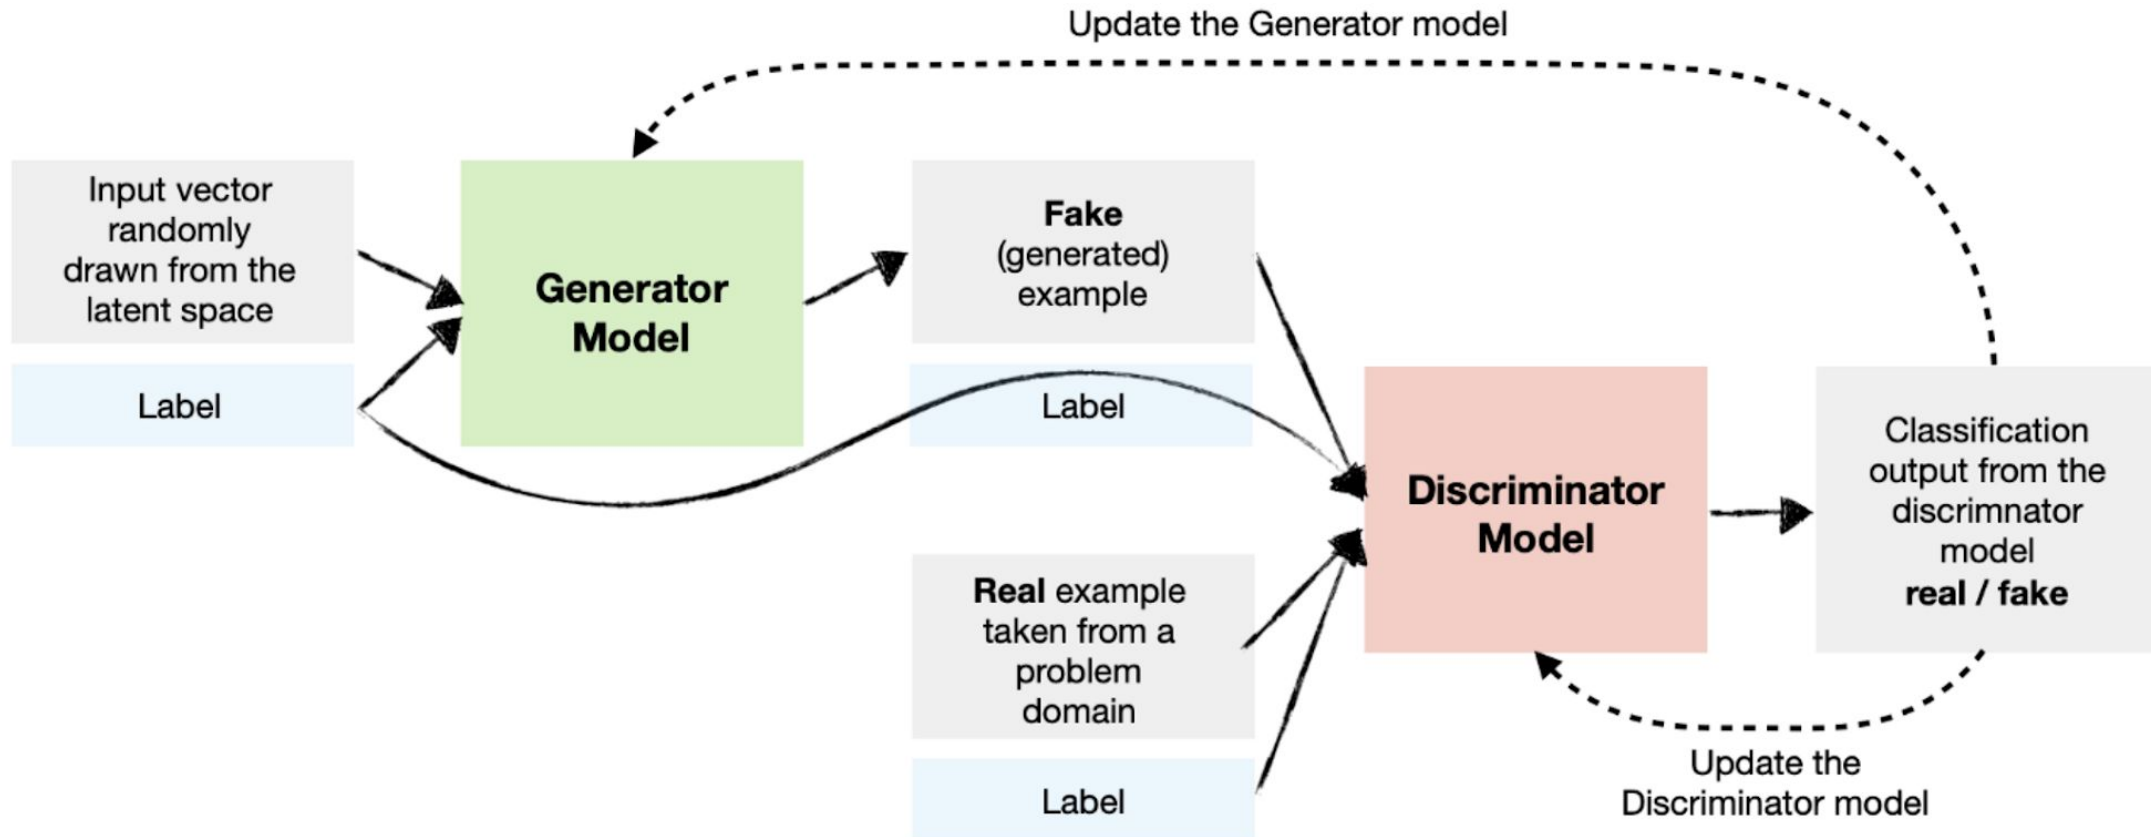 Update the Generator model
Input vector
randomly
drawn from the
latent space
Label
Generator
Model
Fake
(generated)
example
Label
Real example
taken from a
problem
domain
Label
Discriminator
Model
Classification
output from the
discrimnator
model
real / fake
Update the
Discriminator model